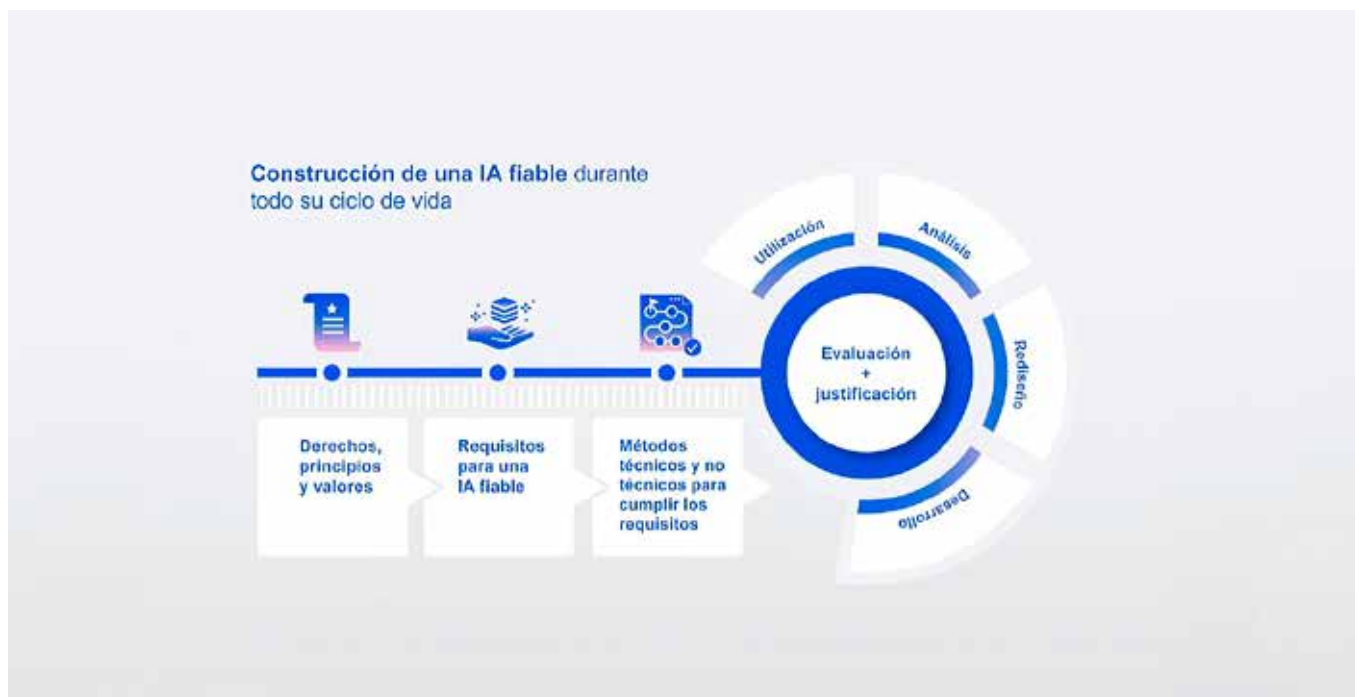 Construcción de una IA fiable durante
todo su ciclo de vida
Derechos,
principios
y valores
Requisitos
para una
IA fiable
Métodos
técnicos y no
técnicos para
cumplir los
requisitos
Evaluación
+
justificación
Utilización
Análisis
Rediseño
Desarrollo